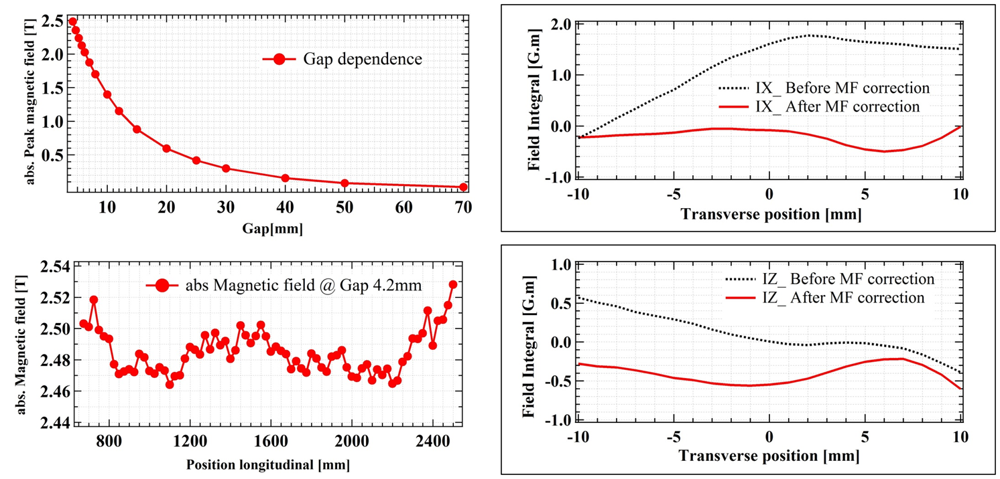 abs. Peak magnetic field [T]
2.5
2.0
1.5
1.0
0.5
Gap dependence
10 20 30 40 50 60 70
Gap[mm]
Field Integral [G.m]
2.0
1.0
0.0
-1.0
IX_ Before MF correction
IX_ After MF correction
-10 -5 0 5 10
Transverse position [mm]
abs. Magnetic field [T]
2.54
2.52
2.50
2.48
2.46
2.44
abs Magnetic field @ Gap 4.2mm
800 1200 1600 2000 2400
Position longitudinal [mm]
Field Integral [G.m]
1.0
0.5
0.0
-0.5
-1.0
IZ_ Before MF correction
IZ_ After MF correction
-10 -5 0 5 10
Transverse position [mm]